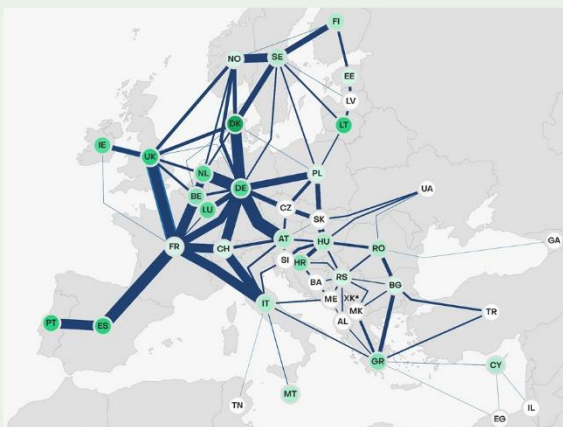 FI
NO
SE
EE
LV
DK
LT
IE
UK
NL
PL
DE
BE
LU
CZ
UA
SK
FR
CH
AT
HU
RO
GA
SI
HR
RS
BA
BG
IT
ME
XK*
MK
TR
AL
PT
ES
GR
CY
MT
TN
EG
IL